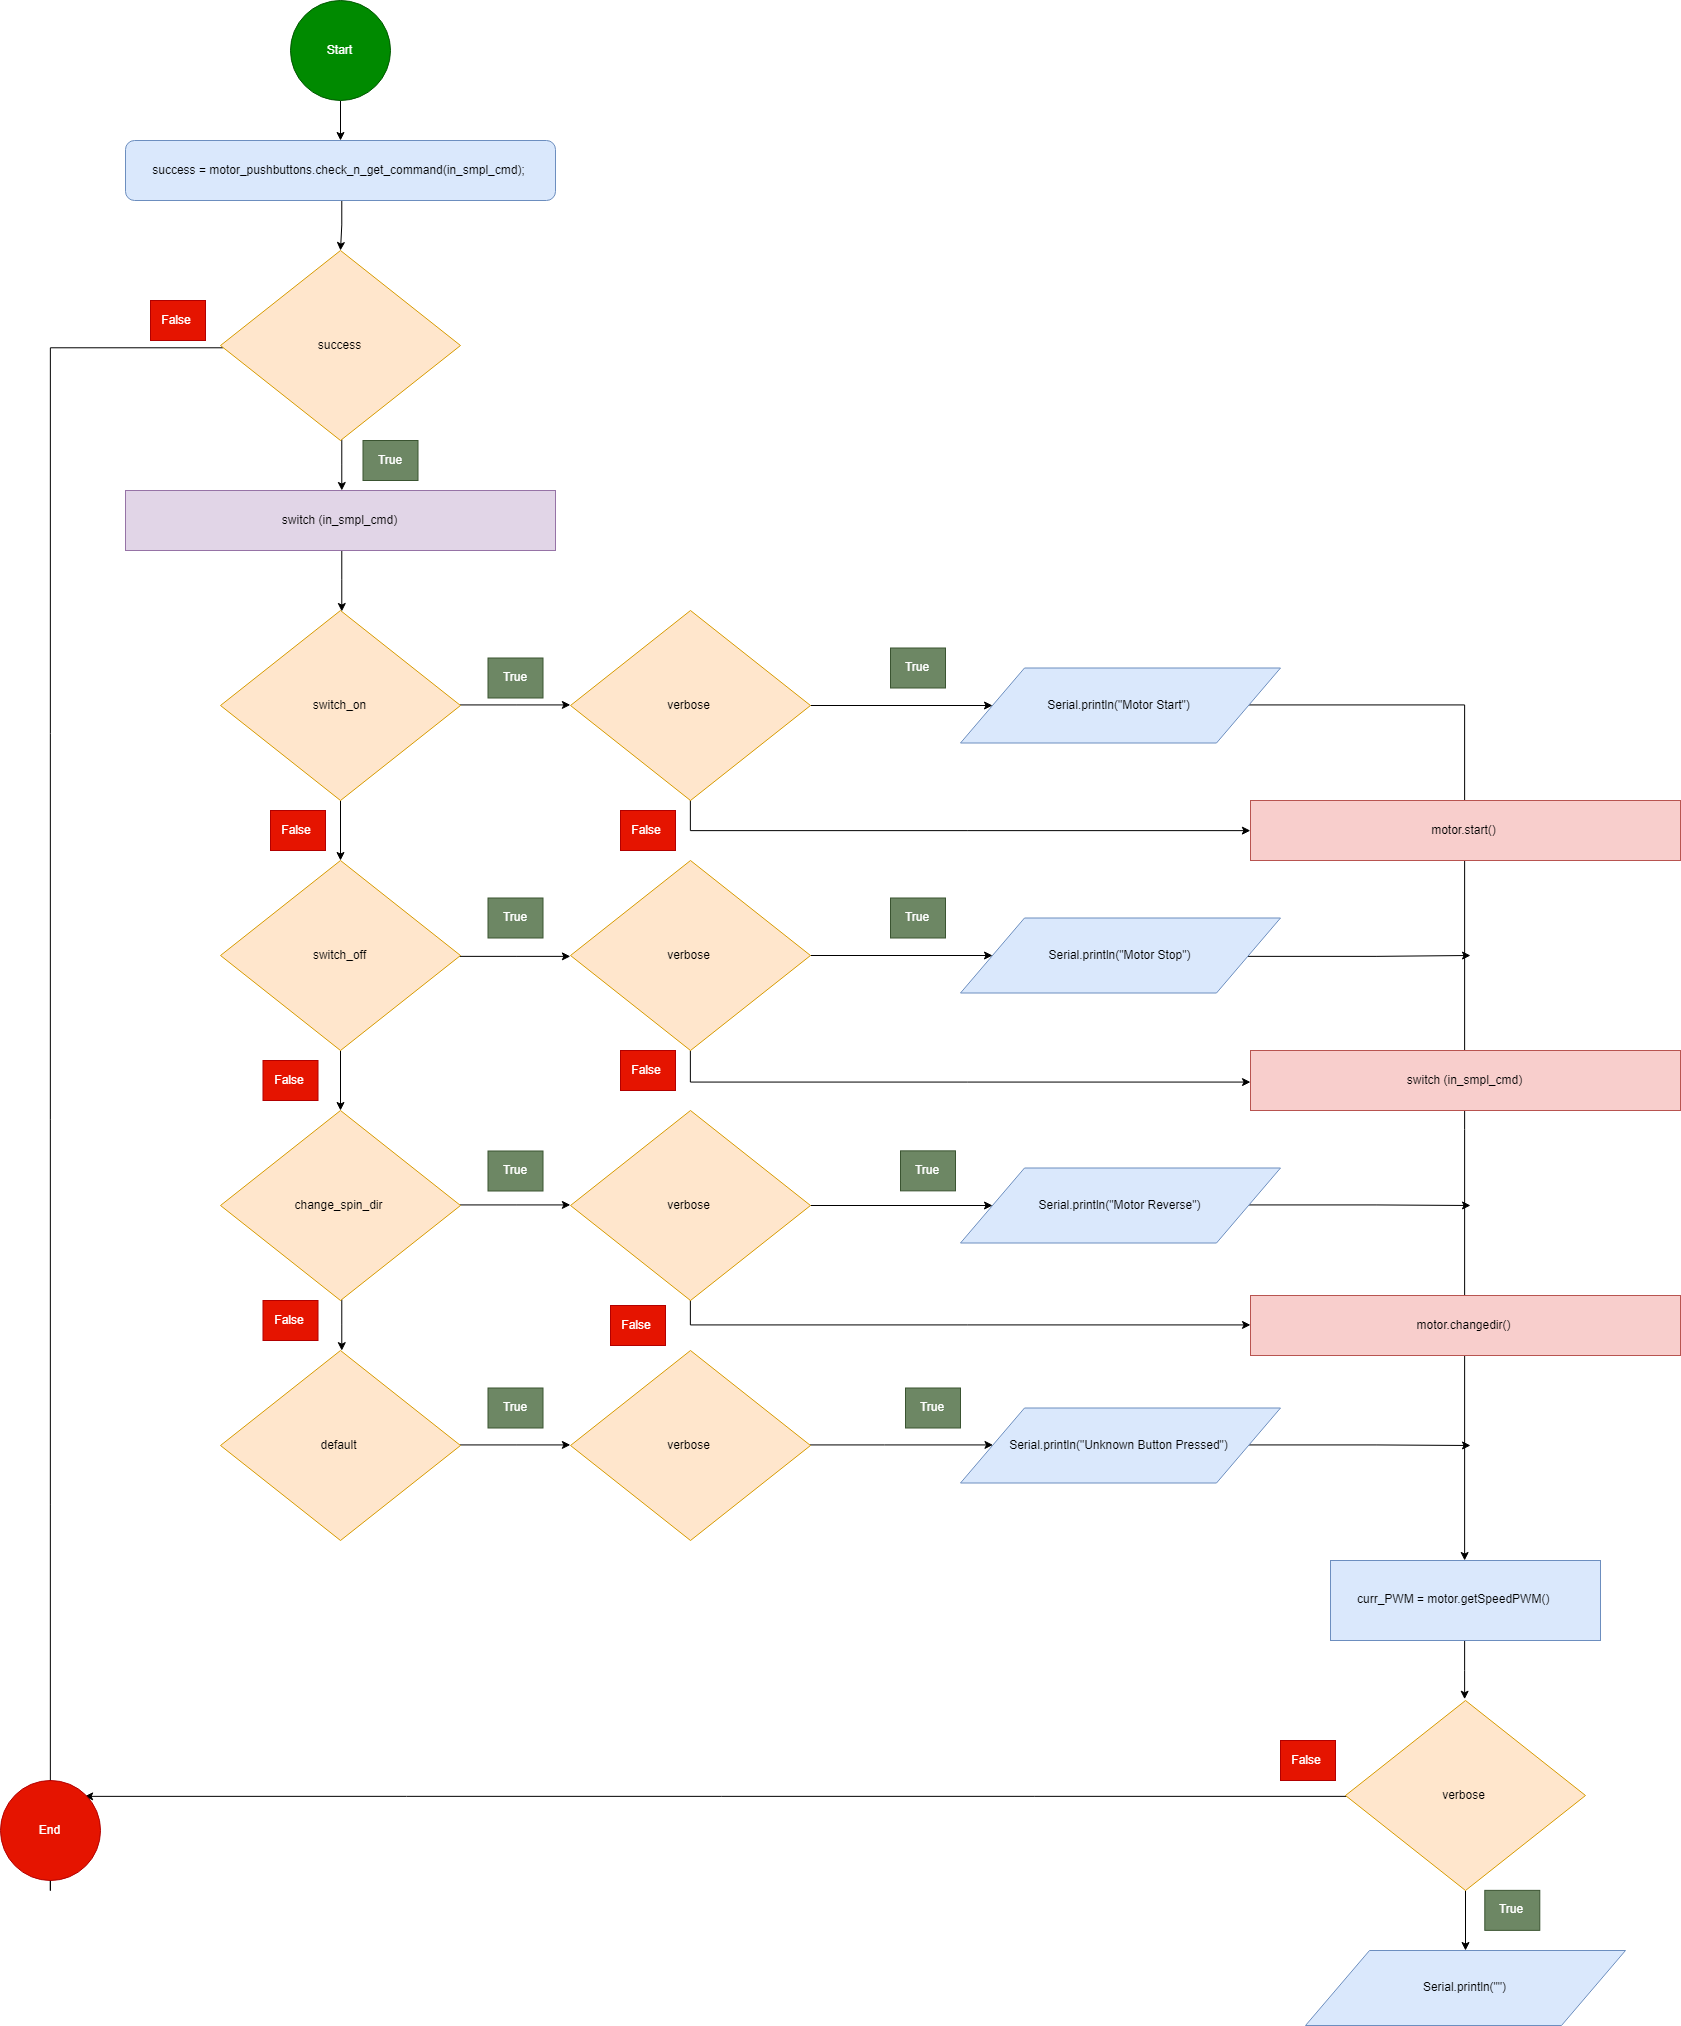 Start
success = motor_pushbuttons.check_n_get_command(in_smpl_cmd);
False
success
True
switch (in_smpl_cmd)
switch_on
True
verbose
True
Serial.println("Motor Start")
False
False
motor.start()
switch_off
True
verbose
True
Serial.println("Motor Stop")
False
False
switch (in_smpl_cmd)
change_spin_dir
True
verbose
True
Serial.println("Motor Reverse")
False
False
motor.changedir()
default
True
verbose
True
Serial.println("Unknown Button Pressed")
curr_PWM = motor.getSpeedPWM()
False
verbose
End
True
Serial.println("")